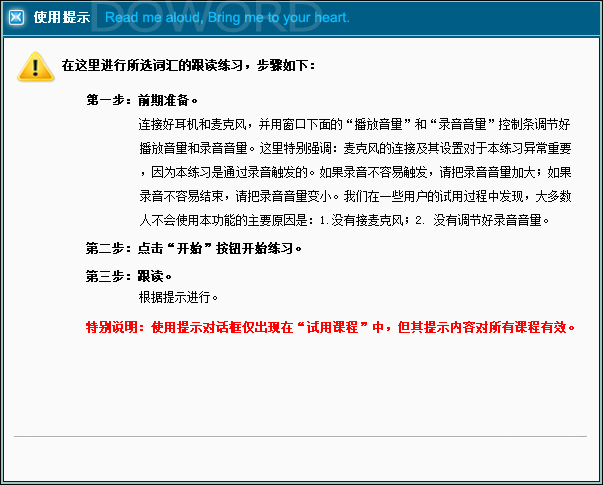 DOWORD
使用提示 Read me aloud, Bring me to your heart.
在这里进行所选词汇的跟读练习，步骤如下：
第一步：前期准备。
连接好耳机和麦克风，并用窗口下面的“播放音量”和“录音音量”控制条调节好
播放音量和录音音量。这里特别强调：麦克风的连接及其设置对于本练习异常重要
，因为本练习是通过录音触发的。如果录音不容易触发，请把录音音量加大；如果
录音不容易结束，请把录音音量变小。我们在一些用户的试用过程中发现，大多数
人不会使用本功能的主要原因是：1.没有接麦克风；2. 没有调节好录音音量。
第二步：点击“开始”按钮开始练习。
第三步：跟读。
根据提示进行。
特别说明：使用提示对话框仅出现在“试用课程”中，但其提示内容对所有课程有效。